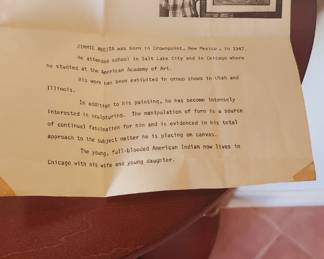 JIMMIE was born in Crownpoint, New Mexico, in 1947.
He attended school in Salt Lake City and in Chicago where
he studied at the American Academy of Art.
His work has been exhibited in group shows in Utah and
Illinois.
In addition to his painting, he has become intensely
interested in sculpturing. The manipulation of form is a source
of continual fascination for him and is evidenced in his total
approach to the subject matter he is placing on canvas.
The young, full-blooded American Indian now lives in
Chicago with his wife and young daughter.